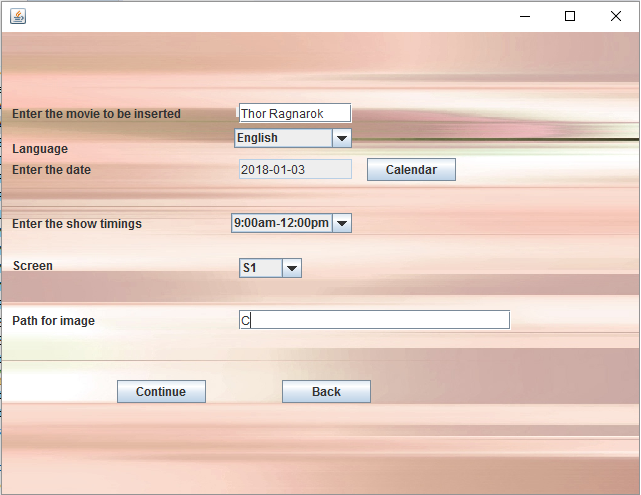 Enter the movie to be inserted Thor Ragnarok
Language English
Enter the date 2018-01-03 Calendar
Enter the show timings 9:00am-12:00pm
Screen S1
Path for image C
Continue Back